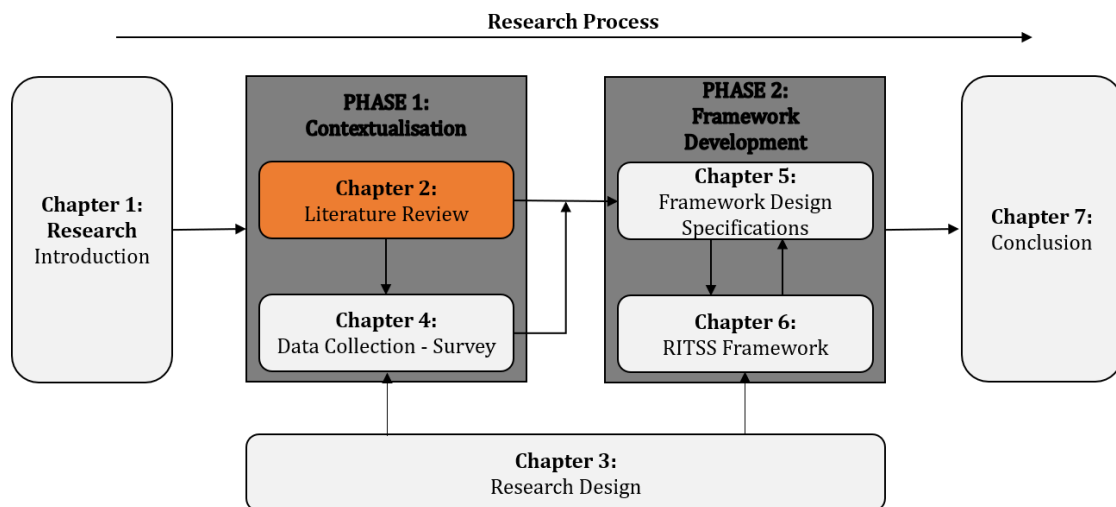 Research Process
Chapter 1:
Research
Introduction
PHASE 1:
Contextualisation
Chapter 2:
Literature Review
Chapter 4:
Data Collection - Survey
PHASE 2:
Framework
Development
Chapter 5:
Framework Design
Specifications
Chapter 6:
RITSS Framework
Chapter 7:
Conclusion
Chapter 3:
Research Design